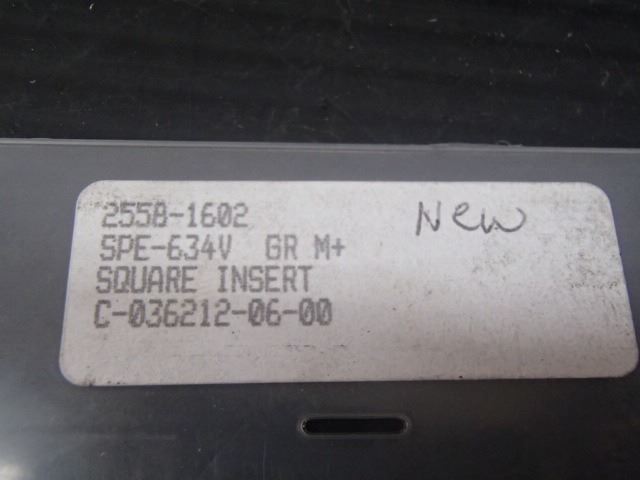 2558-1602 New
SPE-634V GR M+
SQUARE INSERT
C-036212-06-00